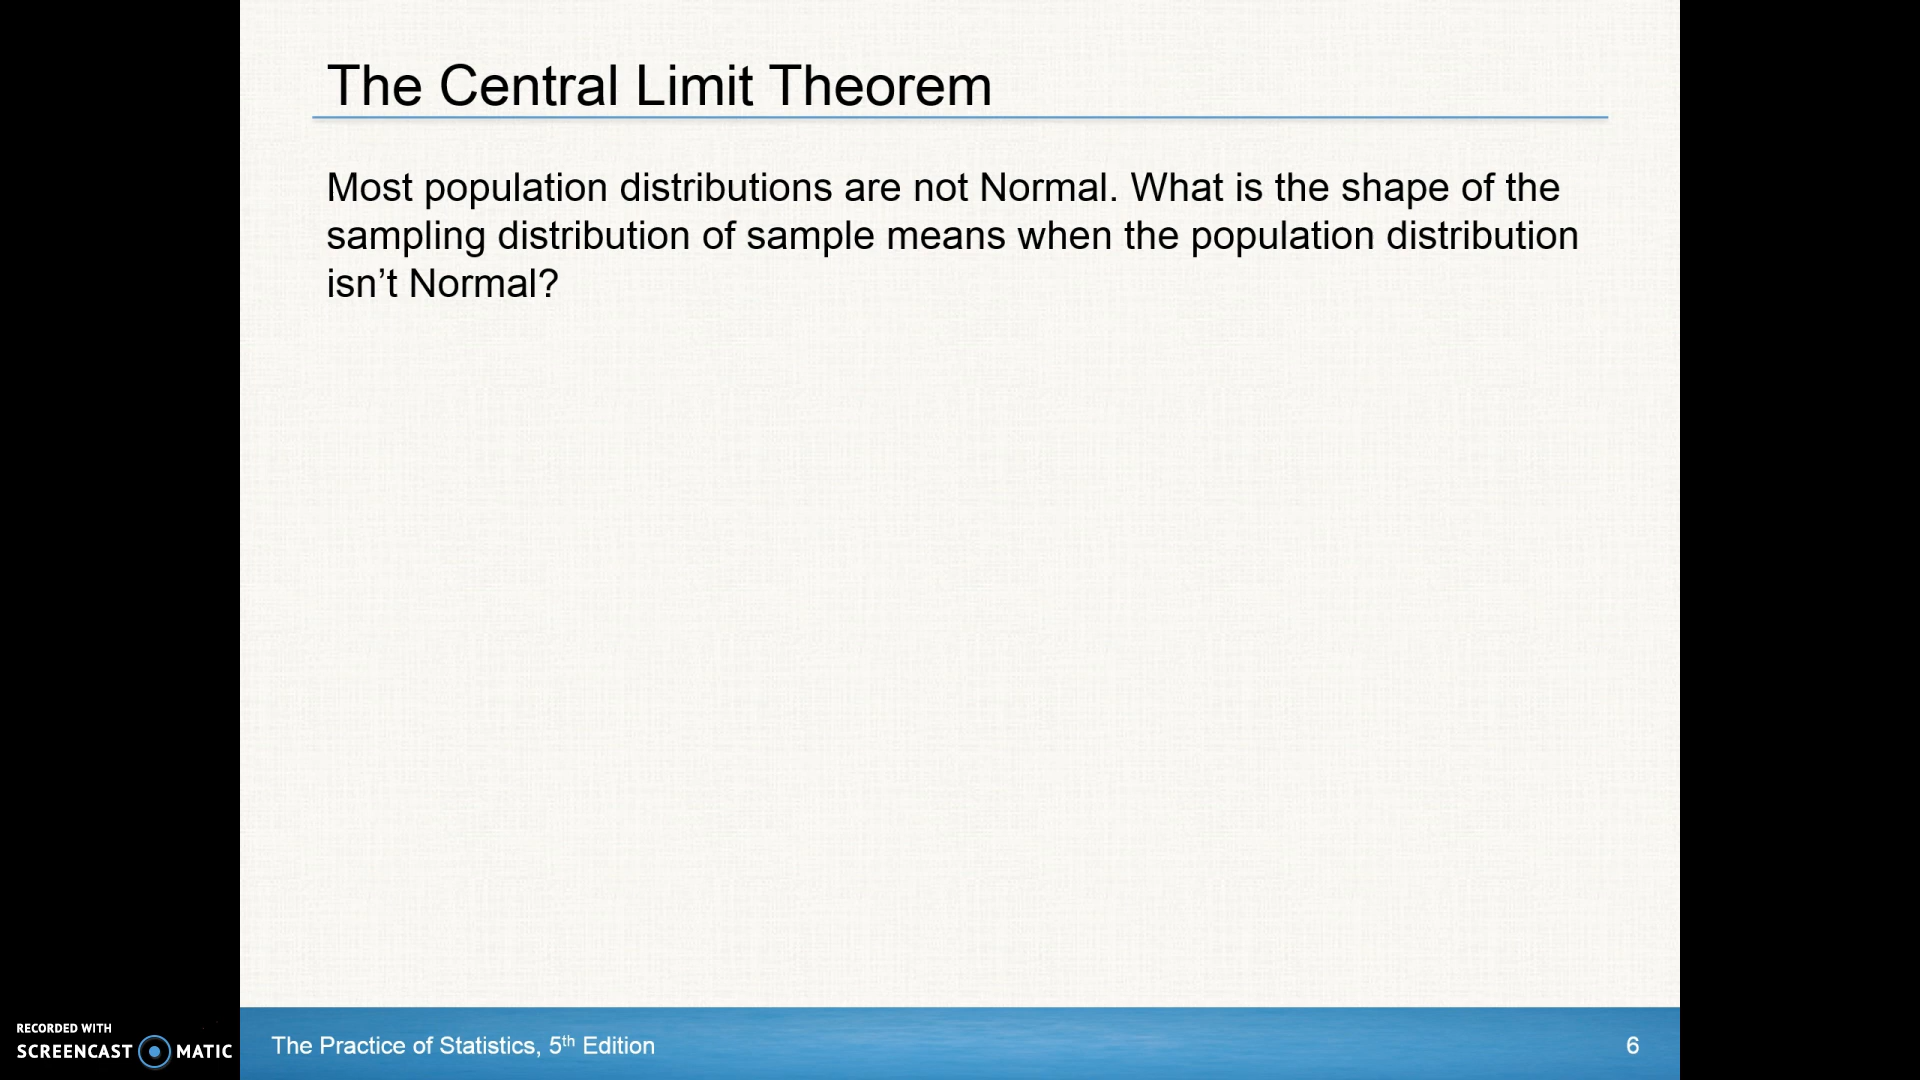 The Central Limit Theorem
Most population distributions are not Normal. What is the shape of the
sampling distribution of sample means when the population distribution
isn’t Normal?
RECORDED WITH
SCREENCAST MATIC
The Practice of Statistics, 5th Edition
6